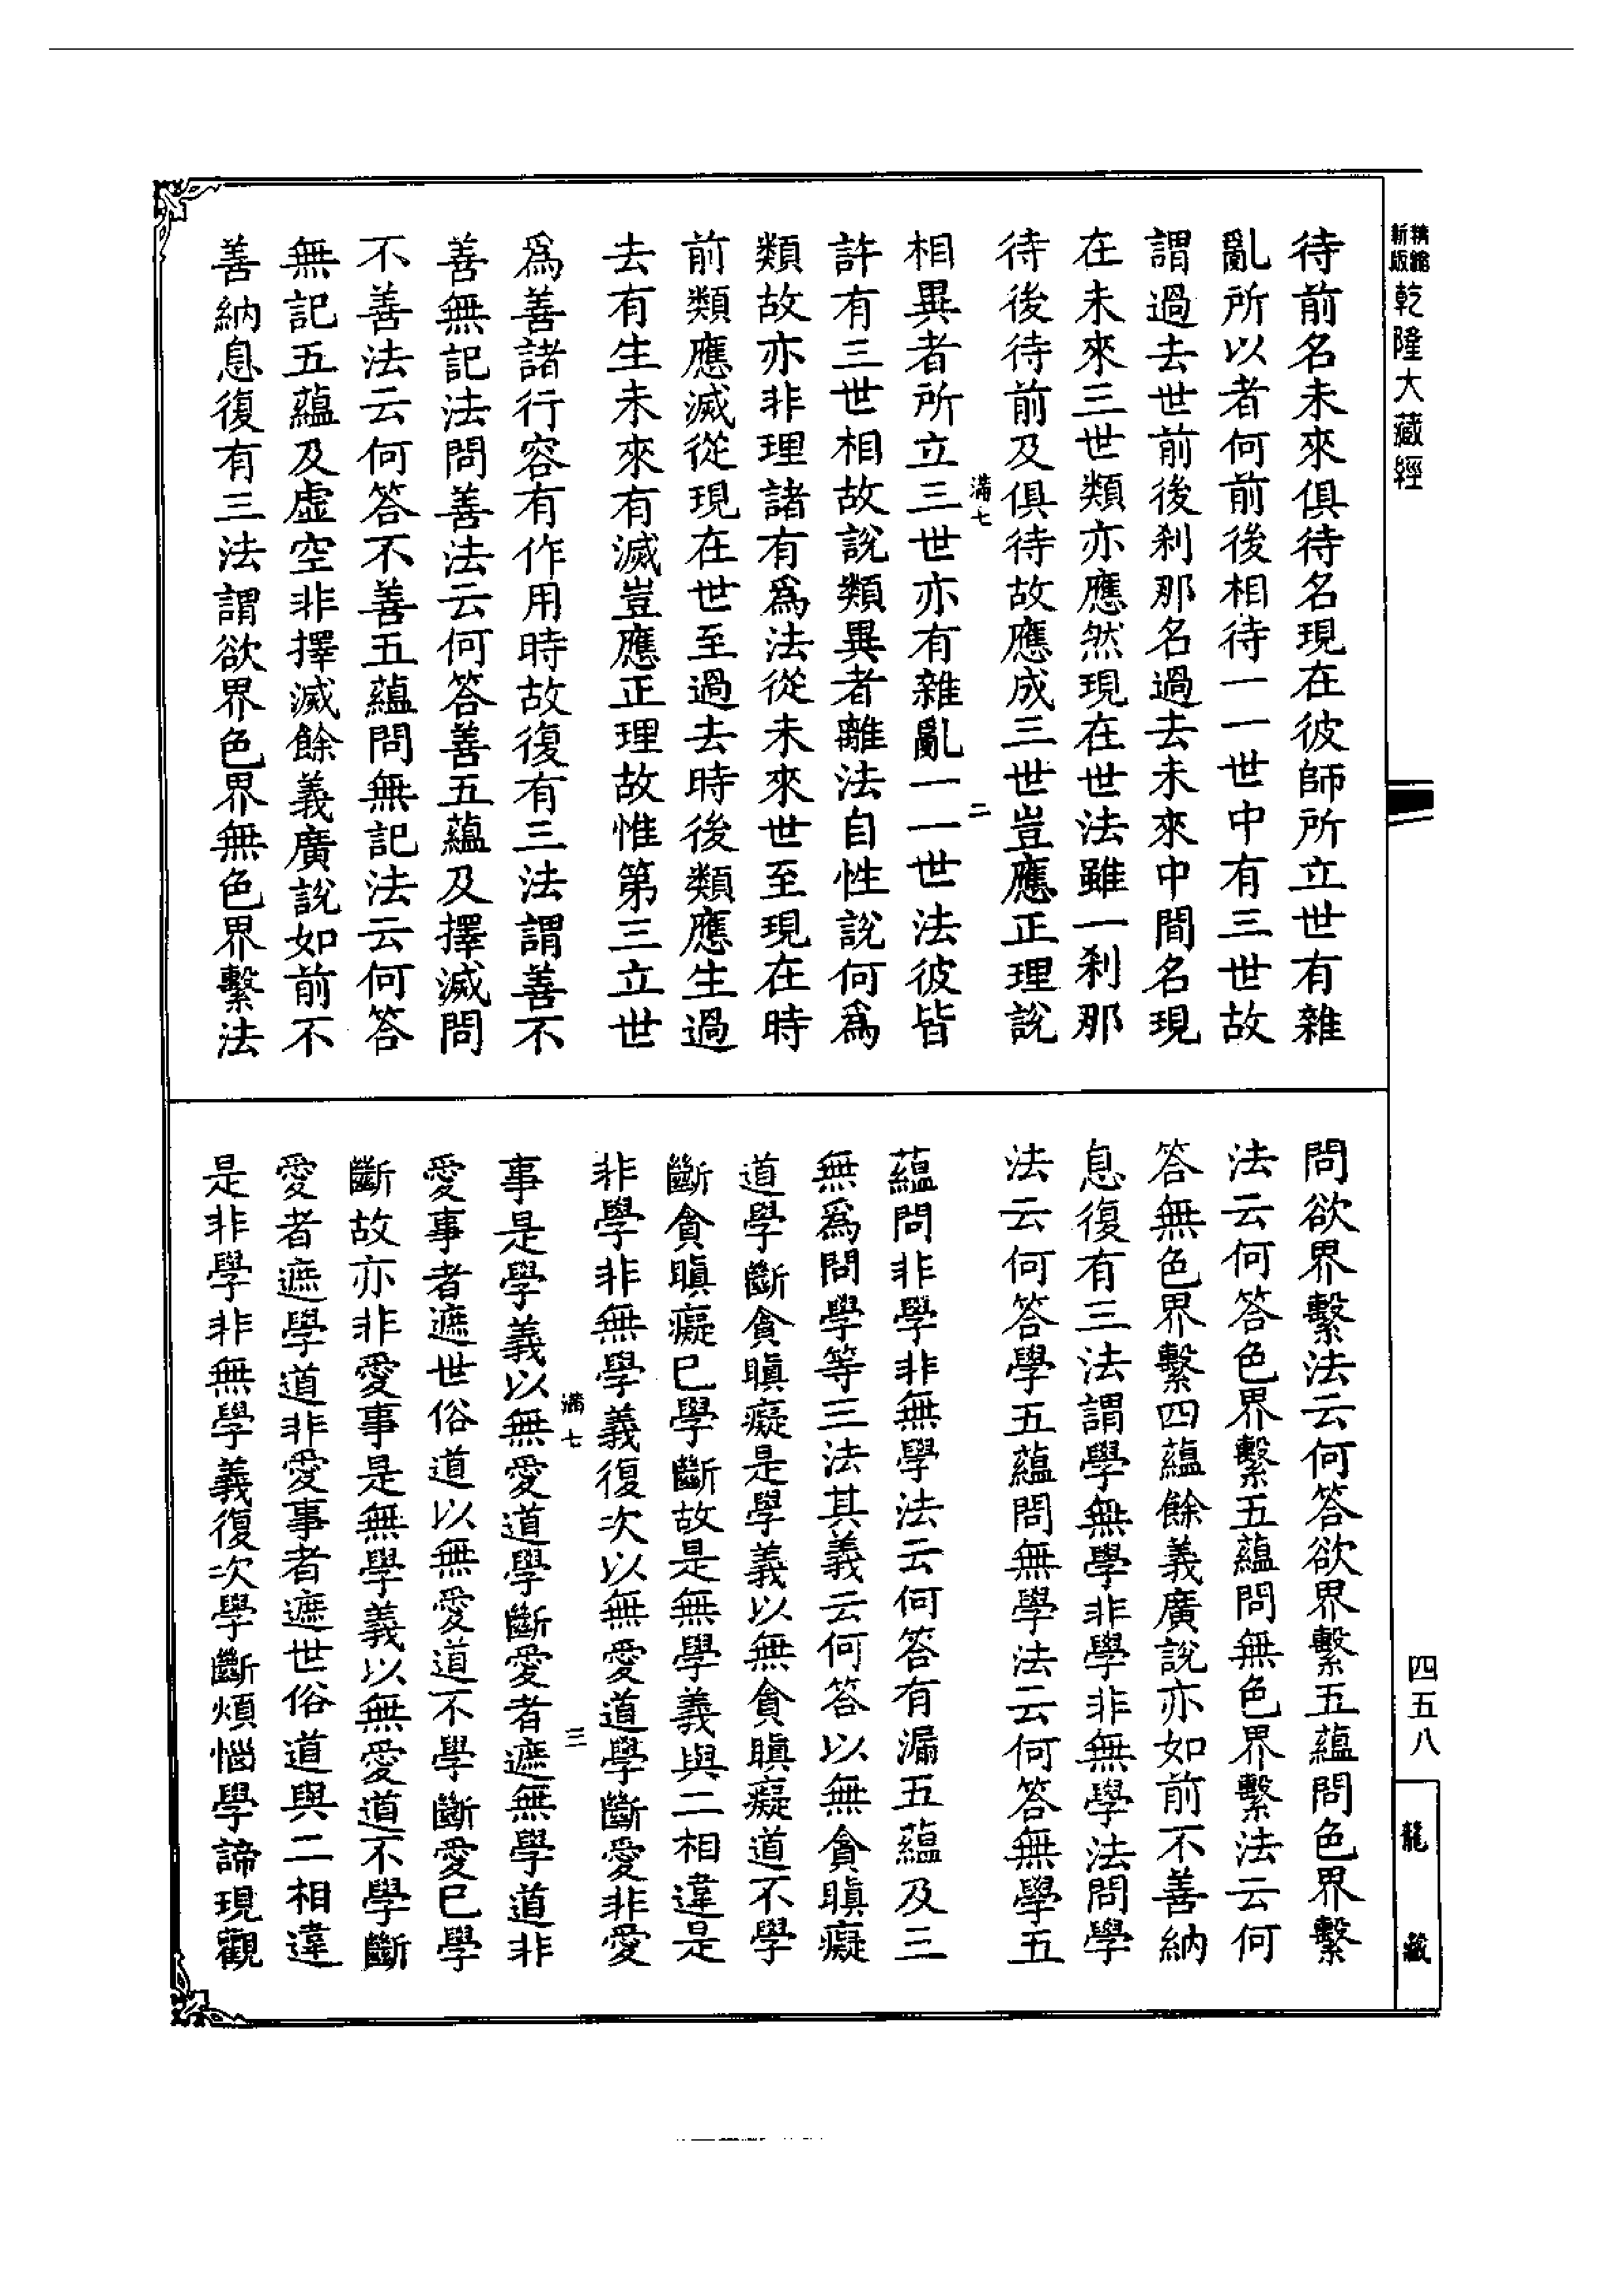 精縮
新版
乾隆大藏經
待前名未來俱待名現在彼師所立世有雜
亂所以者何前後相待一一世中有三世故
謂過去世前後剎那名過去未來中間名現
在未來三世類亦應然現在世法雖一剎那
待後待前及俱待故應成三世豈應正理說
滿七
二
相異者所立三世亦有雜亂一一世法彼皆
許有三世相故說類異者離法自性說何為
類故亦非理諸有為法從未來世至現在時
前類應滅從現在世至過去時後類應生過
去有生未來有滅豈應正理故惟第三立世
為善諸行容有作用時故復有三法謂善不
善無記法問善法云何答善五蘊及擇滅問
不善法云何答不善五蘊問無記法云何答
無記五蘊及虛空非擇滅餘義廣說如前不
善納息復有三法謂欲界色界無色界繫法
問欲界繫法云何答欲界繫五蘊問色界繫
法云何答色界繫五蘊問無色界繫法云何
答無色界繫四蘊餘義廣說亦如前不善納
息復有三法謂學無學非學非無學法問學
法云何答學五蘊問無學法云何答無學五
蘊問非學非無學法云何答有漏五蘊及三
無為問學等三法其義云何答以無貪瞋癡
道學斷貪瞋癡是學義以無貪瞋癡道不學
斷貪瞋癡已學斷故是無學義與二相違是
非學非無學義復次以無愛道學斷愛非愛
滿七
三
事是學義以無愛道學斷愛者遮無學道非
愛事者遮世俗道以無愛道不學斷愛已學
斷故亦非愛事是無學義以無愛道不學斷
愛者遮學道非愛事者遮世俗道與二相違
是非學非無學義復次學斷煩惱學諦現觀
四五八
龍藏